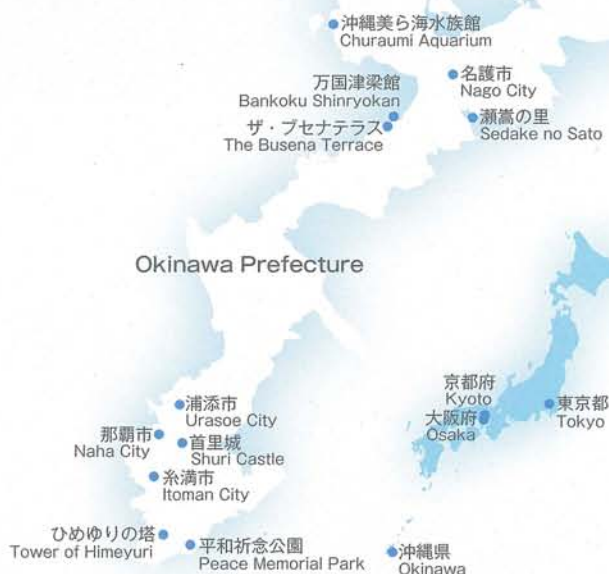 沖縄美ら海水族館
Churaumi Aquarium
万国津梁館
Bankoku Shinryokan
名護市
Nago City
ザ・ブセナテラス
The Busena Terrace
瀬嵩の里
Sedake no Sato
Okinawa Prefecture
京都府
Kyoto
大阪府
Osaka
東京都
Tokyo
浦添市
Urasoe City
那覇市
Naha City
首里城
Shuri Castle
糸満市
Itoman City
ひめゆりの塔
Tower of Himeyuri
平和祈念公園
Peace Memorial Park
沖縄県
Okinawa